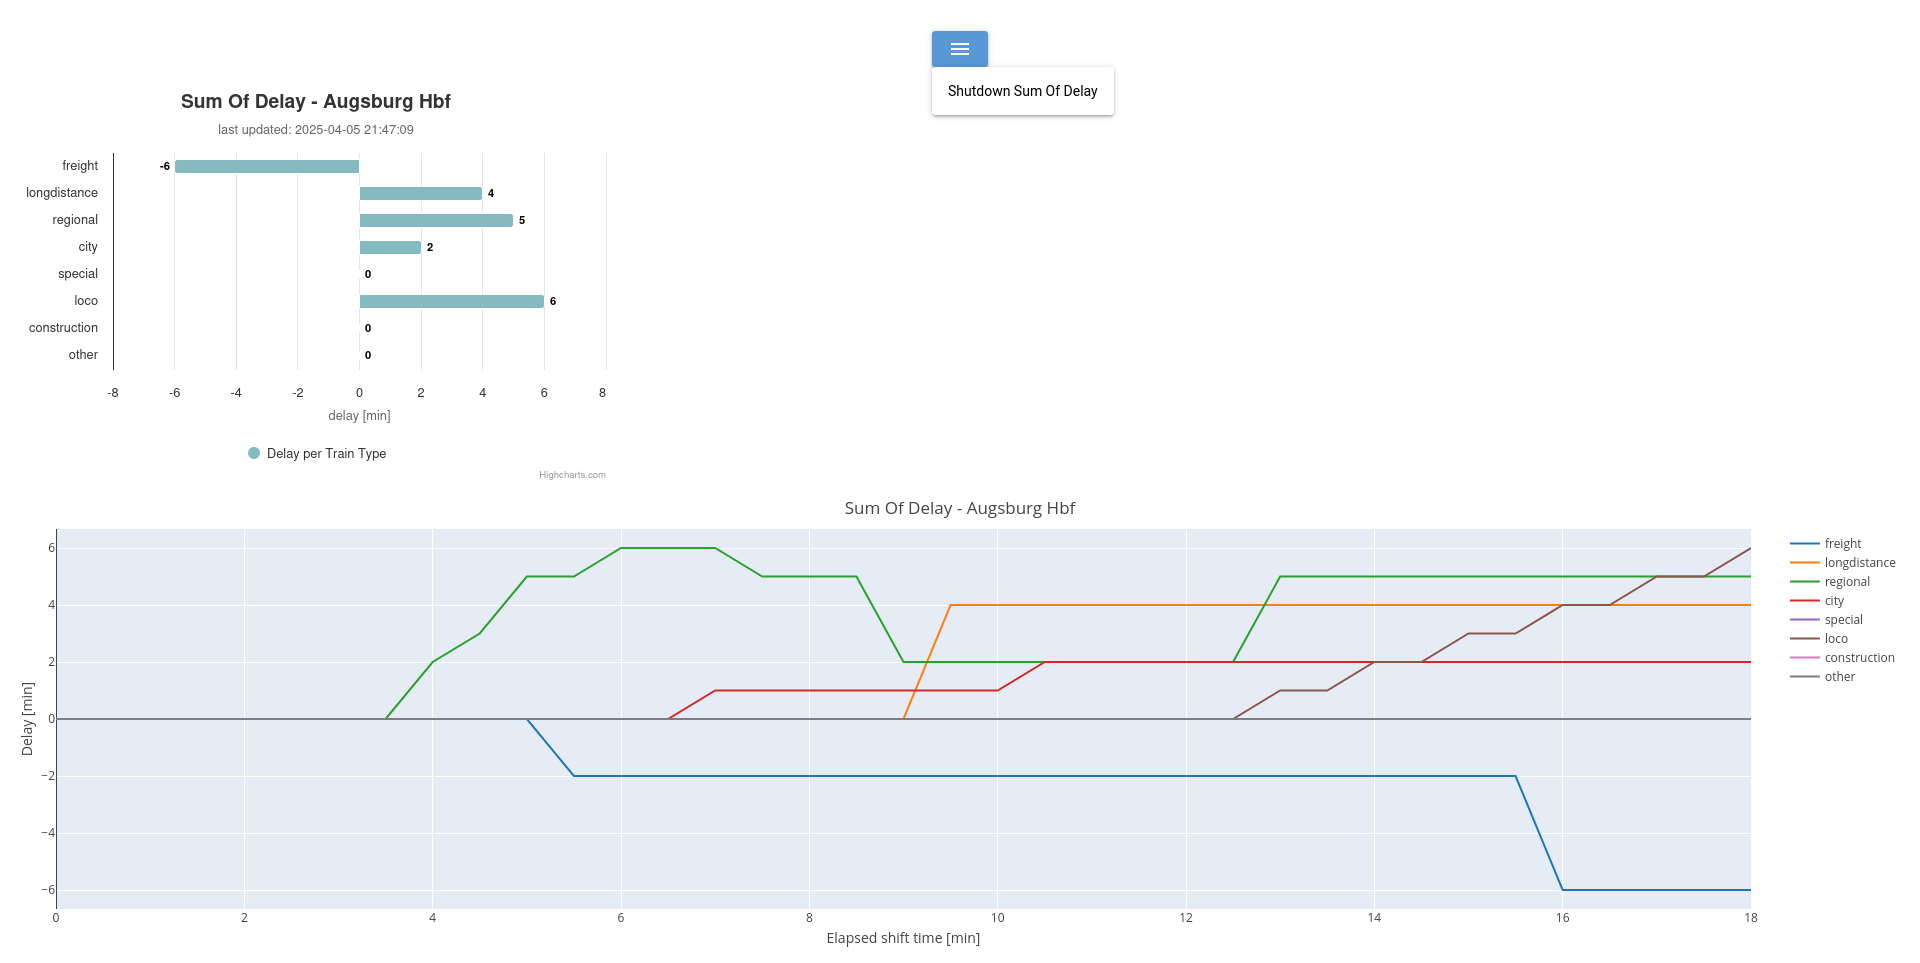 Shutdown Sum Of Delay
Sum Of Delay - Augsburg Hbf
last updated: 2025-04-05 21:47:09
freight -6
longdistance 4
regional 5
city 2
special 0
loco 6
construction 0
other 0
-8 -6 -4 -2 0 2 4 6 8
delay [min]
Delay per Train Type
Highcharts.com
Sum Of Delay - Augsburg Hbf
6
4
2
0
−2
−4
−6
Delay [min]
0 2 4 6 8 10 12 14 16 18
Elapsed shift time [min]
freight
longdistance
regional
city
special
loco
construction
other